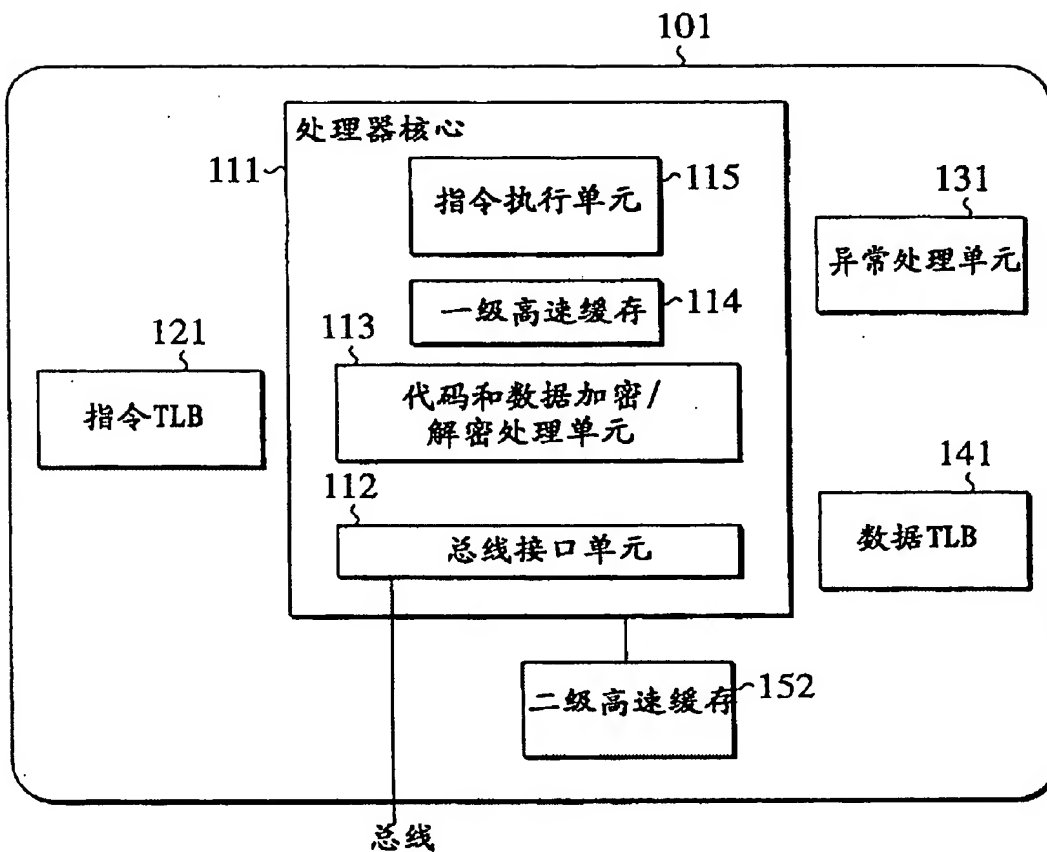 101
处理器核心
111
指令执行单元
115
131
异常处理单元
一级高速缓存
114
113
121
代码和数据加密/
解密处理单元
指令TLB
112
141
总线接口单元
数据TLB
二级高速缓存
152
总线